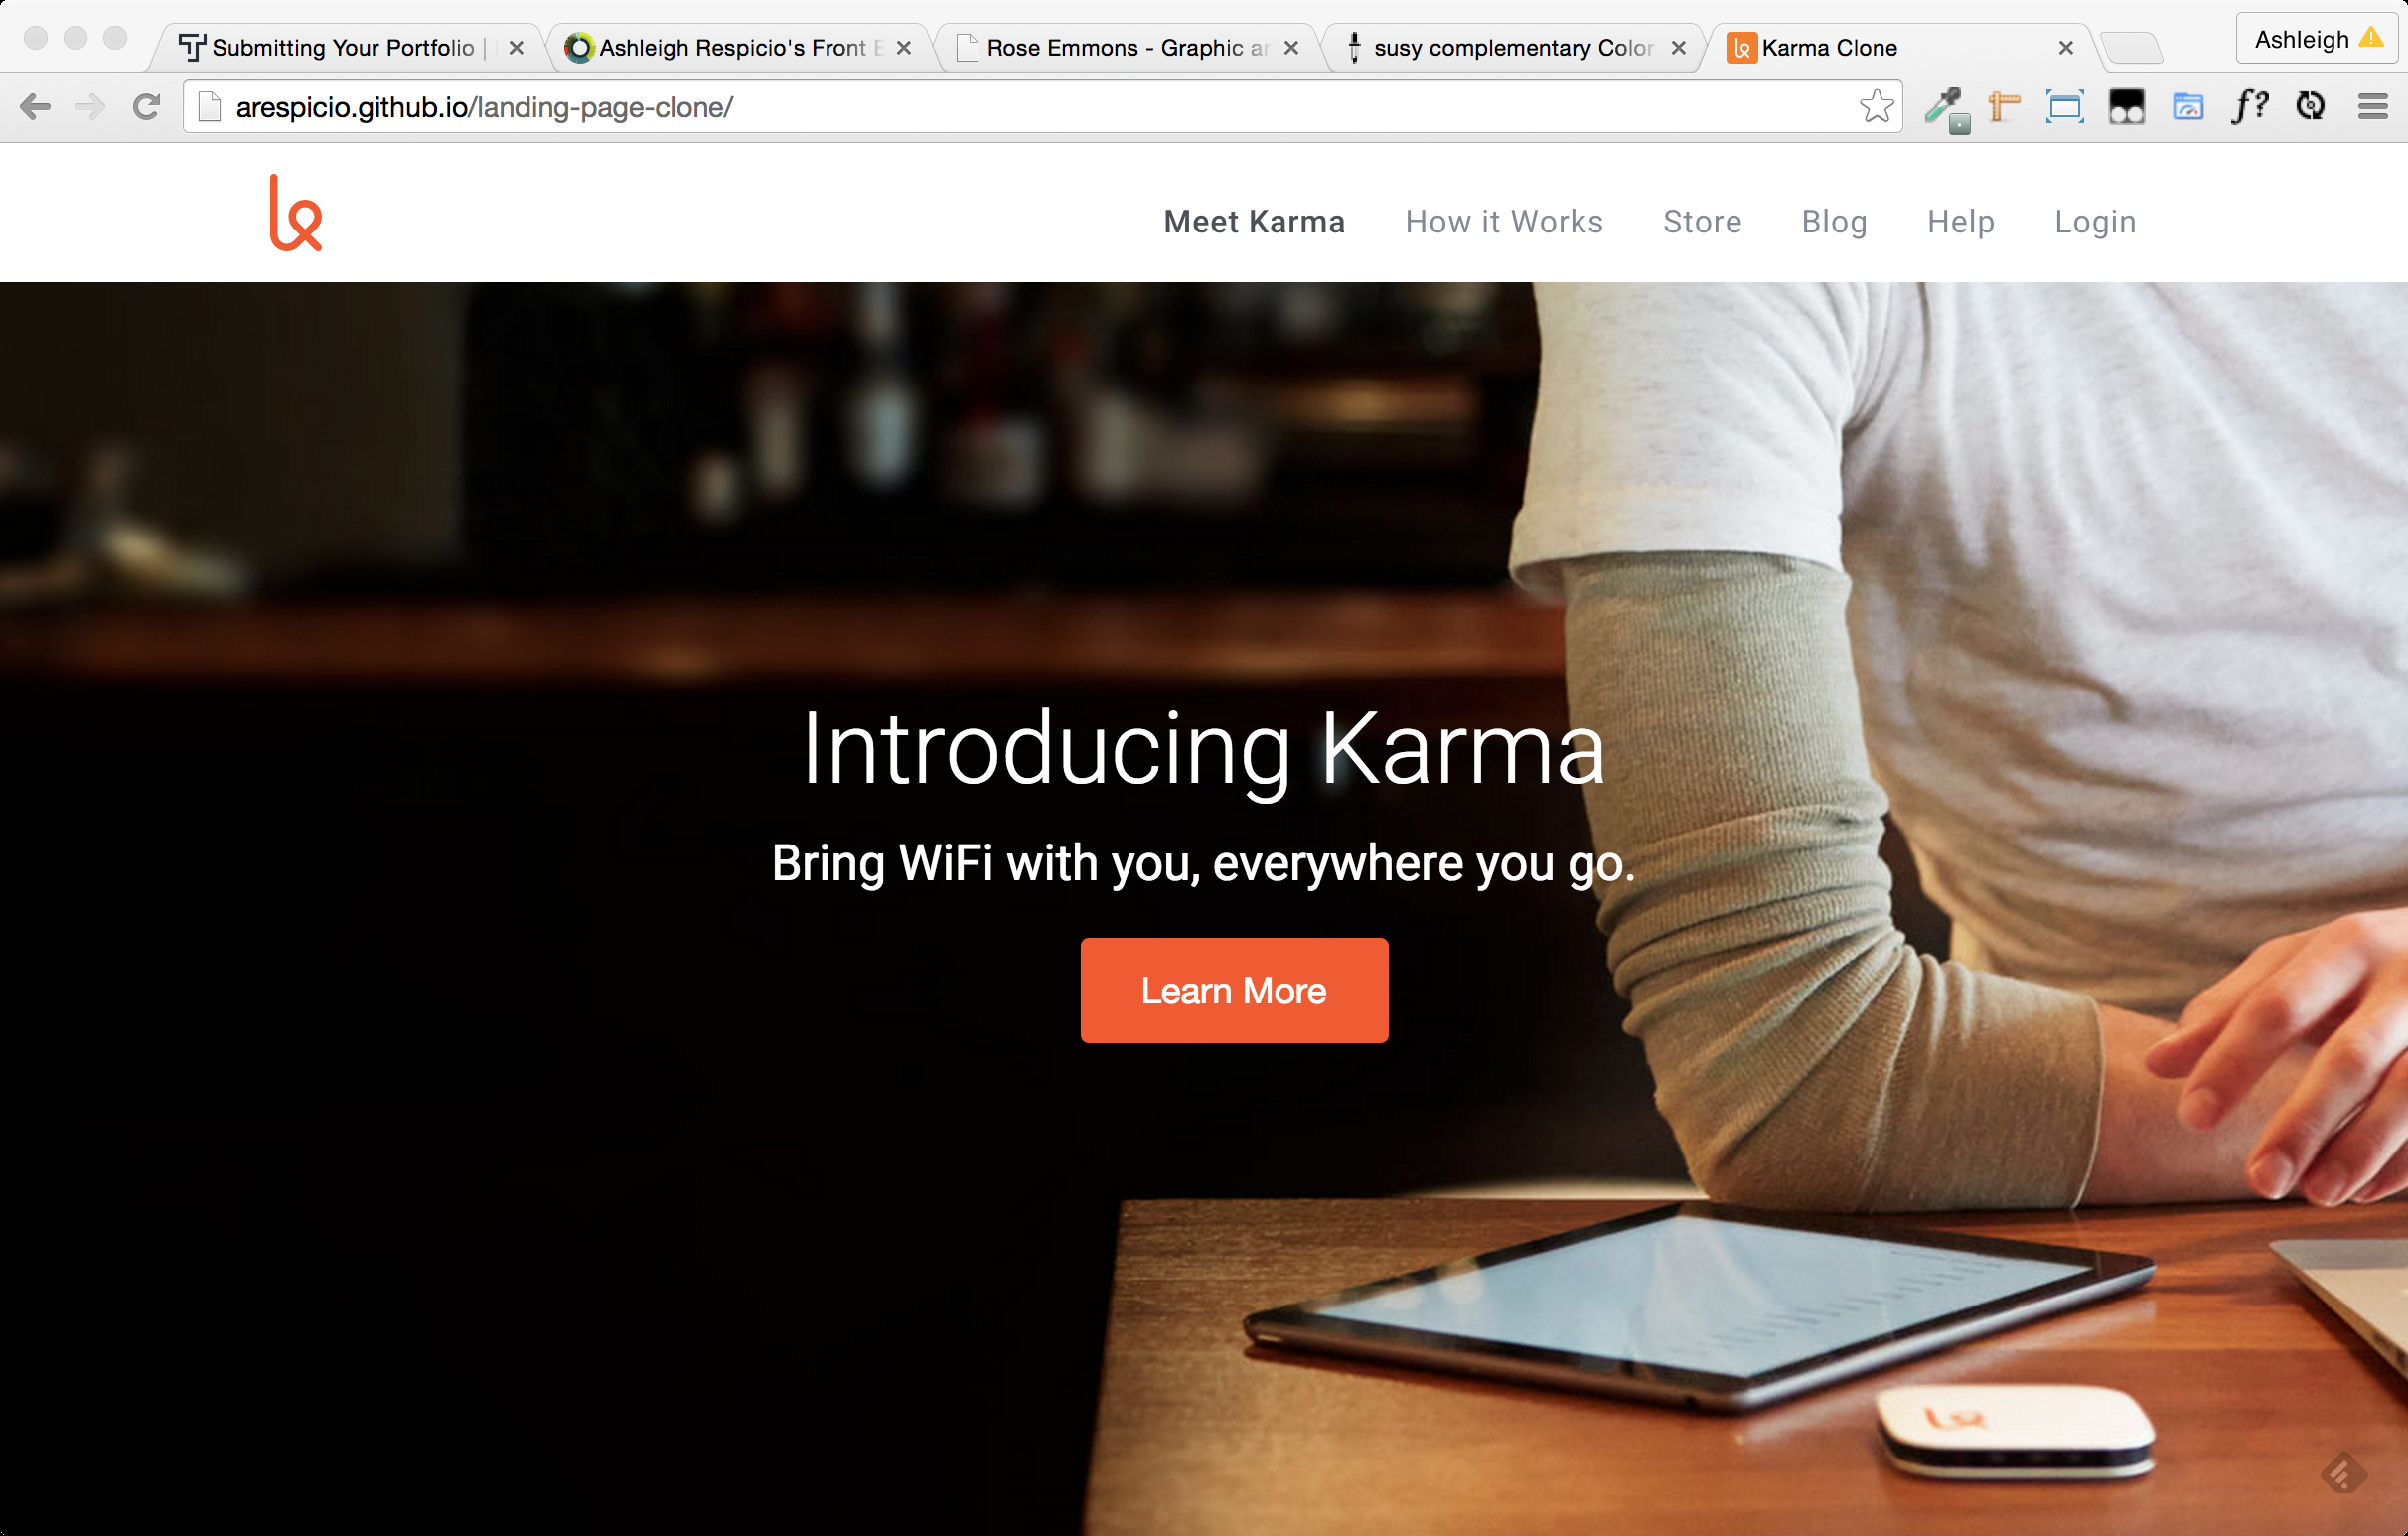 Submitting Your Portfolio |
Ashleigh Respicio's Front E
Rose Emmons - Graphic ar
susy complementary Color
Karma Clone
Ashleigh
arespicio.github.io/landing-page-clone/
f?
Meet Karma How it Works Store Blog Help Login
Introducing Karma
Bring WiFi with you, everywhere you go.
Learn More